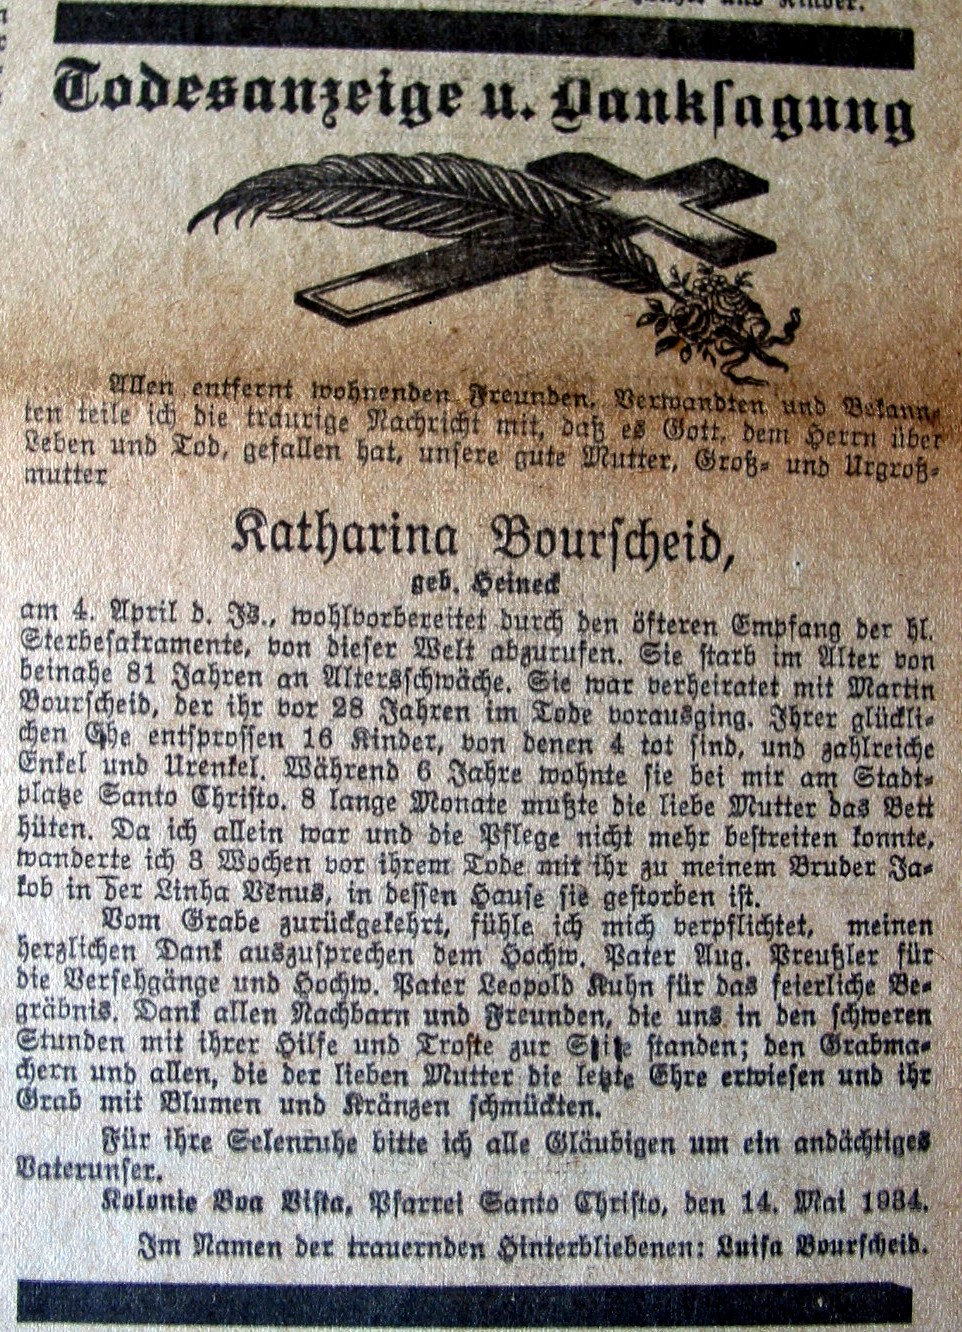 und Kinder.
Todesanzeige u. Danksagung
Allen entfernt wohnenden Freunden, Verwandten und Bekann-
ten teile ich die traurige Nachricht mit, daß es Gott, dem Herrn über
Leben und Tod, gefallen hat, unsere gute Mutter, Groß- und Urgroß-
mutter
Katharina Bourscheid,
geb. Heineck
am 4. April d. Js., wohlvorbereitet durch den öfteren Empfang der hl.
Sterbesakramente, von dieser Welt abzurufen. Sie starb im Alter von
beinahe 81 Jahren an Altersschwäche. Sie war verheiratet mit Martin
Bourscheid, der ihr vor 28 Jahren im Tode vorausging. Ihrer glückli-
chen Ehe entsprossen 16 Kinder, von denen 4 tot sind, und zahlreiche
Enkel und Urenkel. Während 6 Jahre wohnte sie bei mir am Stadt-
platze Santo Christo. 8 lange Monate mußte die liebe Mutter das Bett
hüten. Da ich allein war und die Pflege nicht mehr bestreiten konnte,
wanderte ich 3 Wochen vor ihrem Tode mit ihr zu meinem Bruder Ja-
kob in der Linha Venus, in dessen Hause sie gestorben ist.
Vom Grabe zurückgekehrt, fühle ich mich verpflichtet, meinen
herzlichen Dank auszusprechen dem Hochw. Pater Aug. Preußler für
die Versehgänge und Hochw. Pater Leopold Kuhn für das feierliche Be-
gräbnis. Dank allen Nachbarn und Freunden, die uns in den schweren
Stunden mit ihrer Hilfe und Troste zur Seite standen; den Grabma-
chern und allen, die der lieben Mutter die letzte Ehre erwiesen und ihr
Grab mit Blumen und Kränzen schmückten.
Für ihre Selenruhe bitte ich alle Gläubigen um ein andächtiges
Vaterunser.
Kolonie Boa Vista, Pfarrei Santo Christo, den 14. Mai 1934.
Im Namen der trauernden Hinterbliebenen: Luisa Bourscheid.